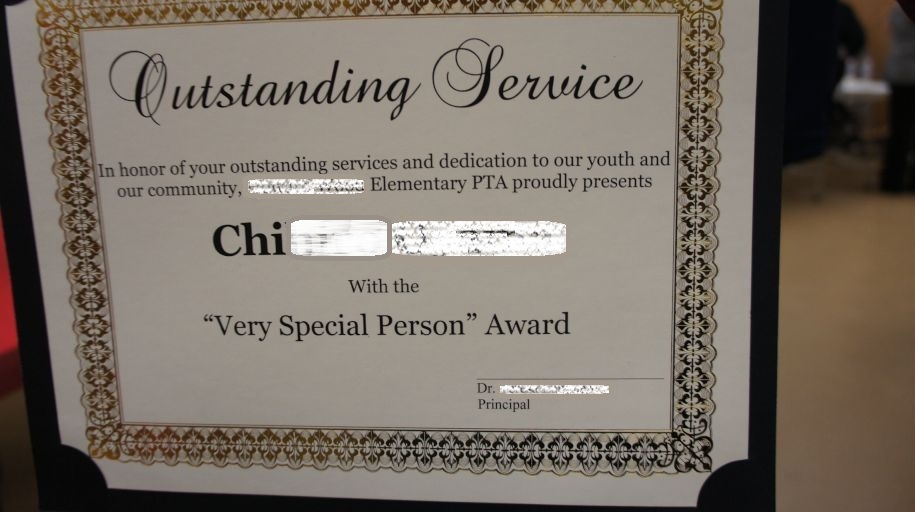 Outstanding Service
In honor of your outstanding services and dedication to our youth and
our community, Elementary PTA proudly presents
Chi
With the
“Very Special Person” Award
Dr.
Principal